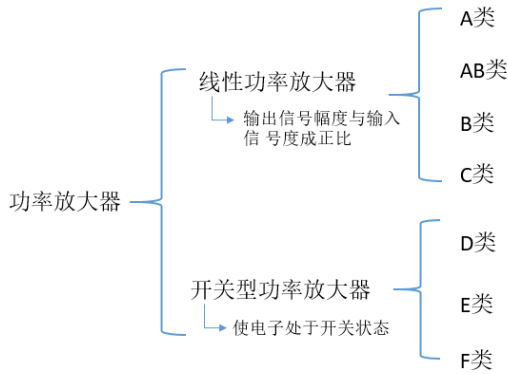 功率放大器
线性功率放大器
输出信号幅度与输入
信 号度成正比
A类
AB类
B类
C类
开关型功率放大器
使电子处于开关状态
D类
E类
F类